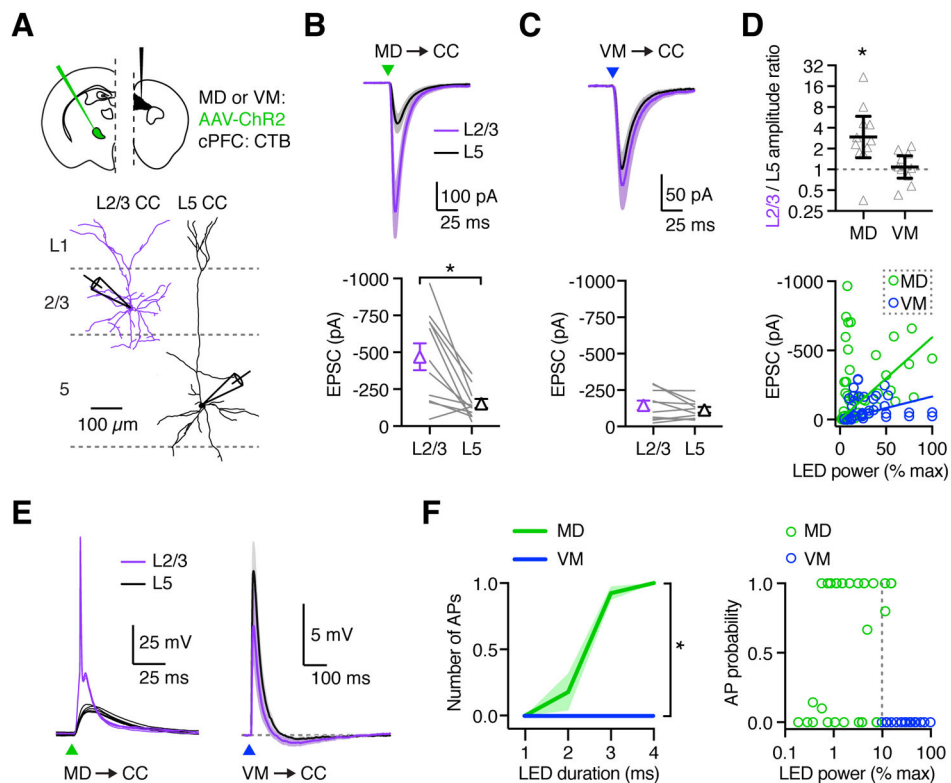 A
MD or VM:
AAV-ChR2
cPFC: CTB
L2/3 CC
L5 CC
L1
2/3
5
100 µm
B
MD → CC
L2/3
L5
100 pA
25 ms
EPSC (pA)
-1000
-750
-500
-250
0
*
L2/3
L5
C
VM → CC
50 pA
25 ms
EPSC (pA)
-1000
-750
-500
-250
0
L2/3
L5
D
L2/3 / L5 amplitude ratio
32
16
8
4
2
1
0.5
0.25
*
MD
VM
MD
VM
EPSC (pA)
-1000
-500
0
0
50
100
LED power (% max)
E
L2/3
L5
25 mV
25 ms
MD → CC
5 mV
100 ms
VM → CC
F
MD
VM
Number of APs
1.0
0.5
0.0
*
1
2
3
4
LED duration (ms)
MD
VM
AP probability
1.0
0.5
0.0
0.1
1
10
100
LED power (% max)